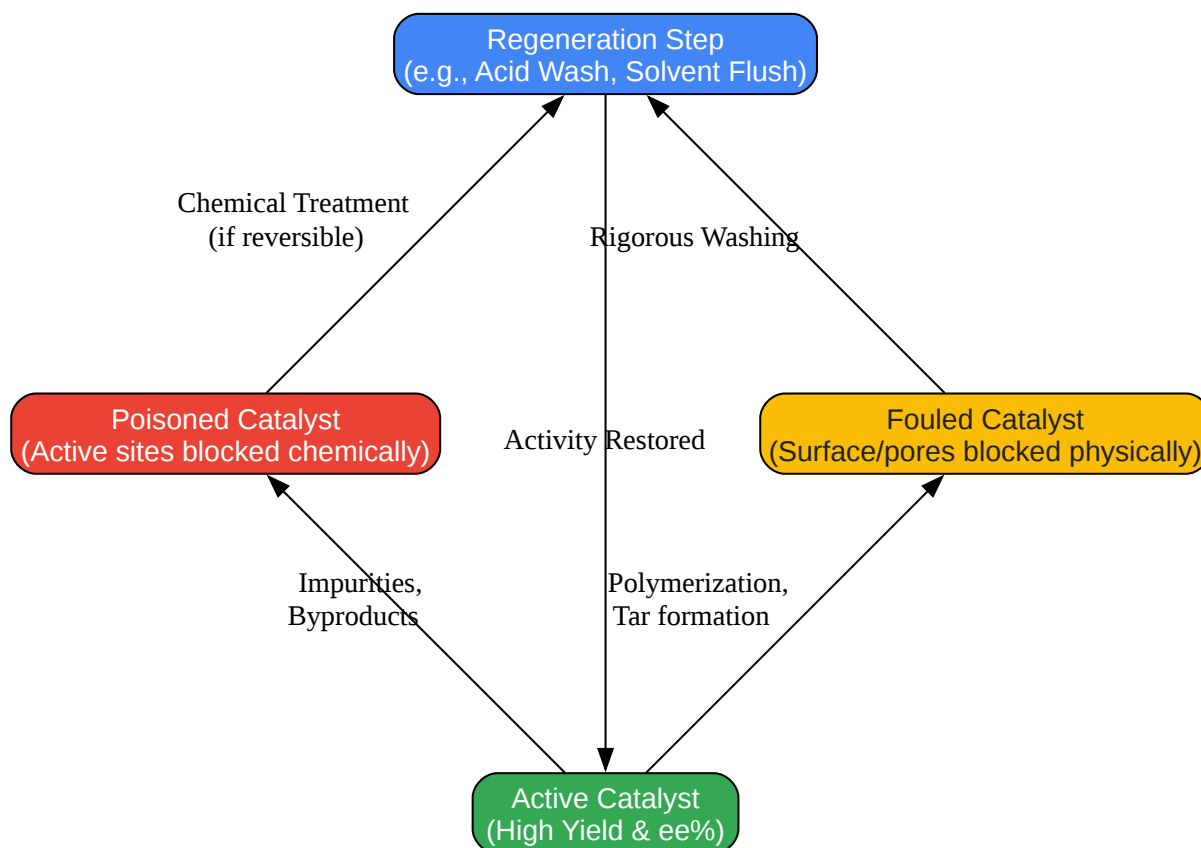 Regeneration Step
(e.g., Acid Wash, Solvent Flush)
Chemical Treatment
(if reversible)
Rigorous Washing
Poisoned Catalyst
(Active sites blocked chemically)
Activity Restored
Fouled Catalyst
(Surface/pores blocked physically)
Impurities,
Byproducts
Polymerization,
Tar formation
Active Catalyst
(High Yield & ee%)